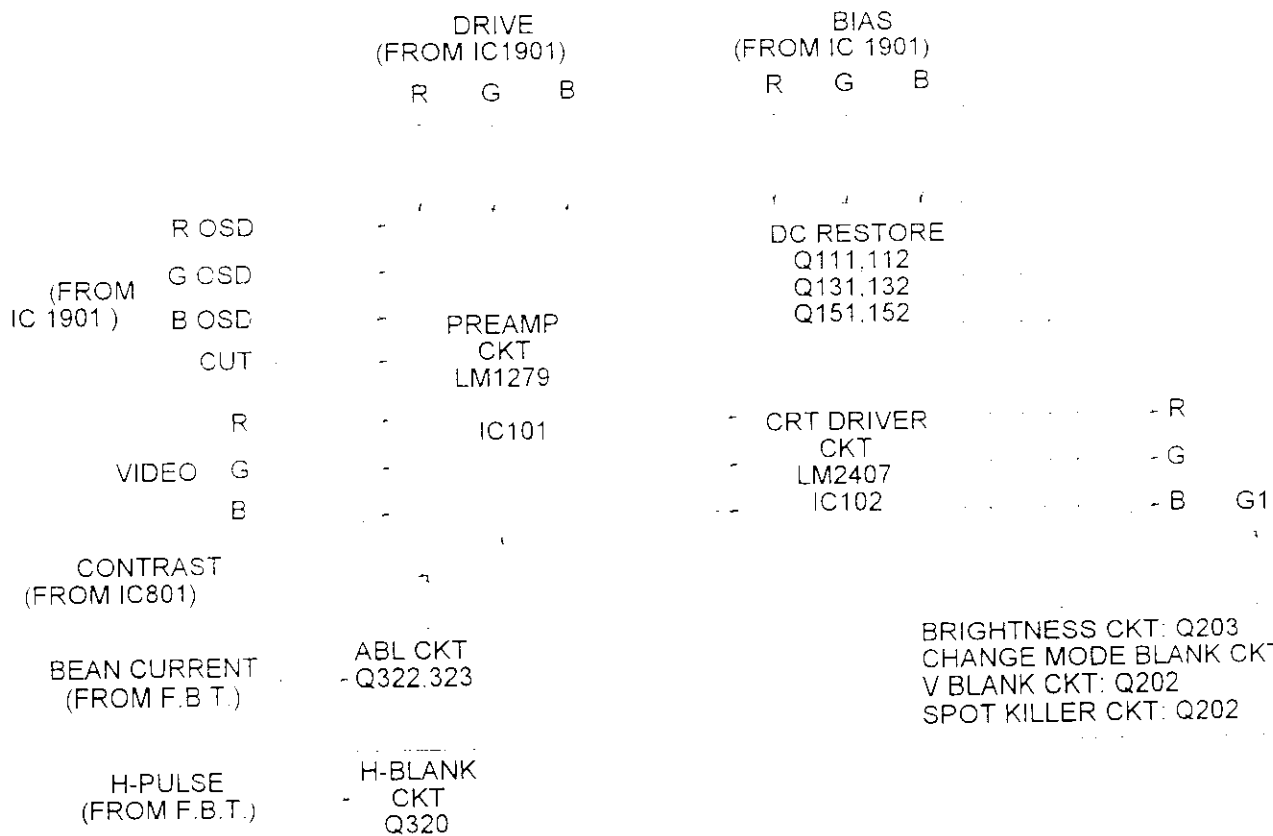 DRIVE
(FROM IC1901)
R G B
BIAS
(FROM IC 1901)
R G B
R OSD
G CSD
(FROM
IC 1901 )
B OSD
CUT
PREAMP
CKT
LM1279
IC101
DC RESTORE
Q111,112
Q131,132
Q151,152
R
VIDEO G
B
CRT DRIVER
CKT
LM2407
IC102
R
G
B G1
CONTRAST
(FROM IC801)
BEAN CURRENT
(FROM F.B T.)
ABL CKT
Q322,323
BRIGHTNESS CKT: Q203
CHANGE MODE BLANK CKT
V BLANK CKT: Q202
SPOT KILLER CKT: Q202
H-PULSE
(FROM F.B.T.)
H-BLANK
CKT
Q320